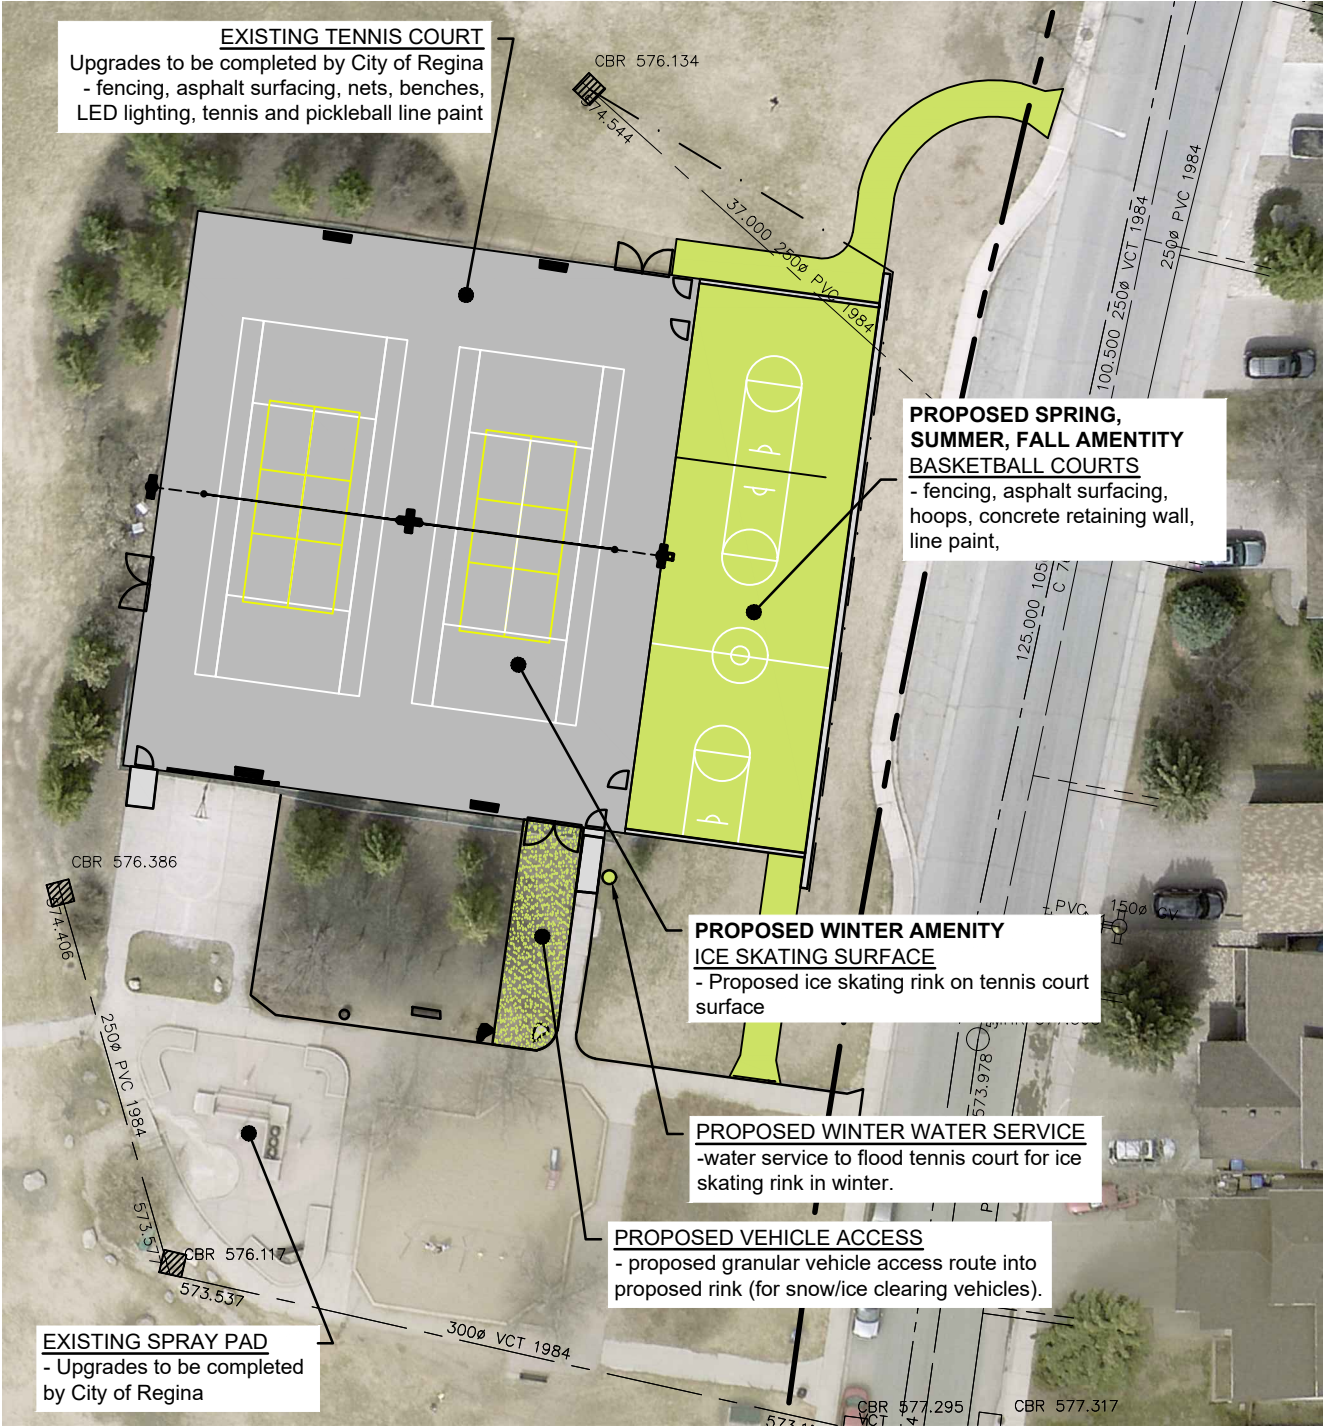 EXISTING TENNIS COURT
Upgrades to be completed by City of Regina
- fencing, asphalt surfacing, nets, benches,
LED lighting, tennis and pickleball line paint
CBR 576.134
574.544
37.000 250ø PVC 1984
100.500 250ø VCT 1984
250ø PVC 1984
PROPOSED SPRING,
SUMMER, FALL AMENTITY
BASKETBALL COURTS
- fencing, asphalt surfacing,
hoops, concrete retaining wall,
line paint,
125.000 105
CBR 576.386
574.406
250ø PVC 1984
PVC 150ø
PROPOSED WINTER AMENITY
ICE SKATING SURFACE
- Proposed ice skating rink on tennis court
surface
573.978
PROPOSED WINTER WATER SERVICE
-water service to flood tennis court for ice
skating rink in winter.
PROPOSED VEHICLE ACCESS
- proposed granular vehicle access route into
proposed rink (for snow/ice clearing vehicles).
573.57
CBR 576.117
573.537
300ø VCT 1984
EXISTING SPRAY PAD
- Upgrades to be completed
by City of Regina
CBR 577.295
CBR 577.317
VCT